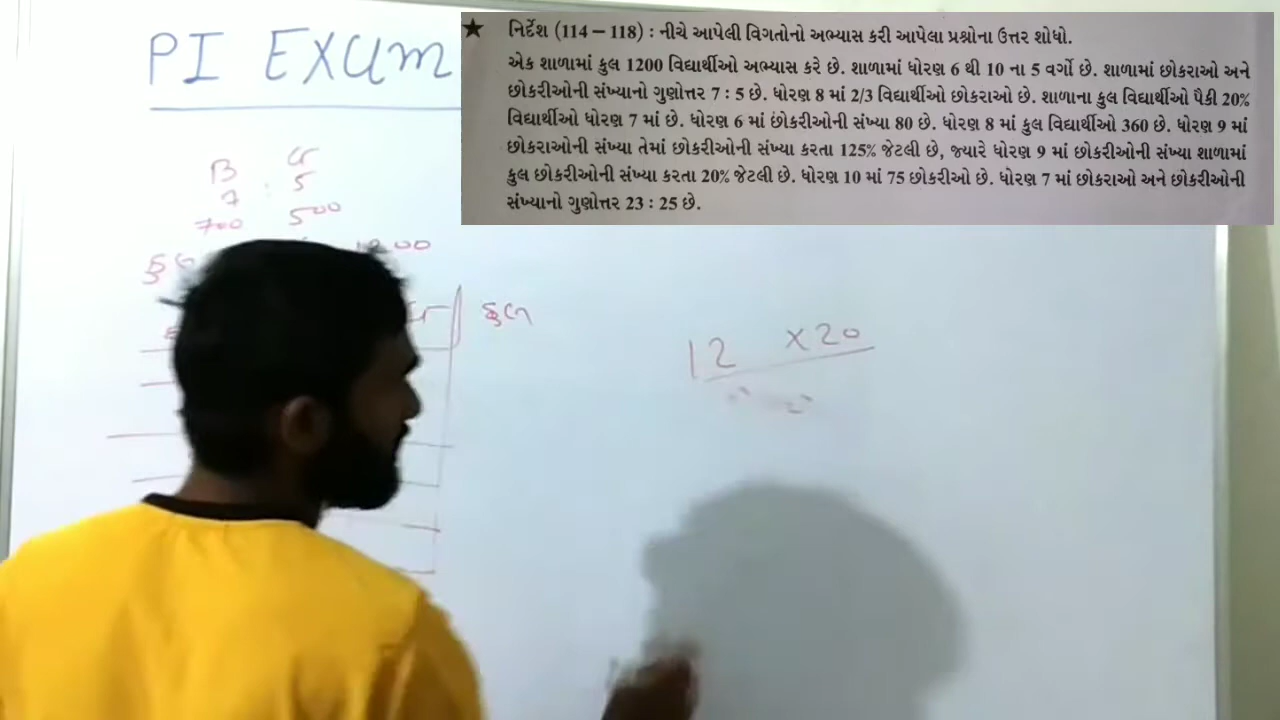 PI EXAM
★ નિર્દેશ (114 – 118) : નીચે આપેલી વિગતોનો અભ્યાસ કરી આપેલા પ્રશ્નોના ઉત્તર શોધો.
એક શાળામાં કુલ 1200 વિદ્યાર્થીઓ અભ્યાસ કરે છે. શાળામાં ધોરણ 6 થી 10 ના 5 વર્ગો છે. શાળામાં છોકરાઓ અને
છોકરીઓની સંખ્યાનો ગુણોત્તર 7 : 5 છે. ધોરણ 8 માં 2/3 વિદ્યાર્થીઓ છોકરાઓ છે. શાળાના કુલ વિદ્યાર્થીઓ પૈકી 20%
વિદ્યાર્થીઓ ધોરણ 7 માં છે. ધોરણ 6 માં છોકરીઓની સંખ્યા 80 છે. ધોરણ 8 માં કુલ વિદ્યાર્થીઓ 360 છે. ધોરણ 9 માં
છોકરાઓની સંખ્યા તેમાં છોકરીઓની સંખ્યા કરતા 125% જેટલી છે, જ્યારે ધોરણ 9 માં છોકરીઓની સંખ્યા શાળામાં
કુલ છોકરીઓની સંખ્યા કરતા 20% જેટલી છે. ધોરણ 10 માં 75 છોકરીઓ છે. ધોરણ 7 માં છોકરાઓ અને છોકરીઓની
સંખ્યાનો ગુણોત્તર 23 : 25 છે.
B G
7 : 5
700 500
કુલ
12 x 20